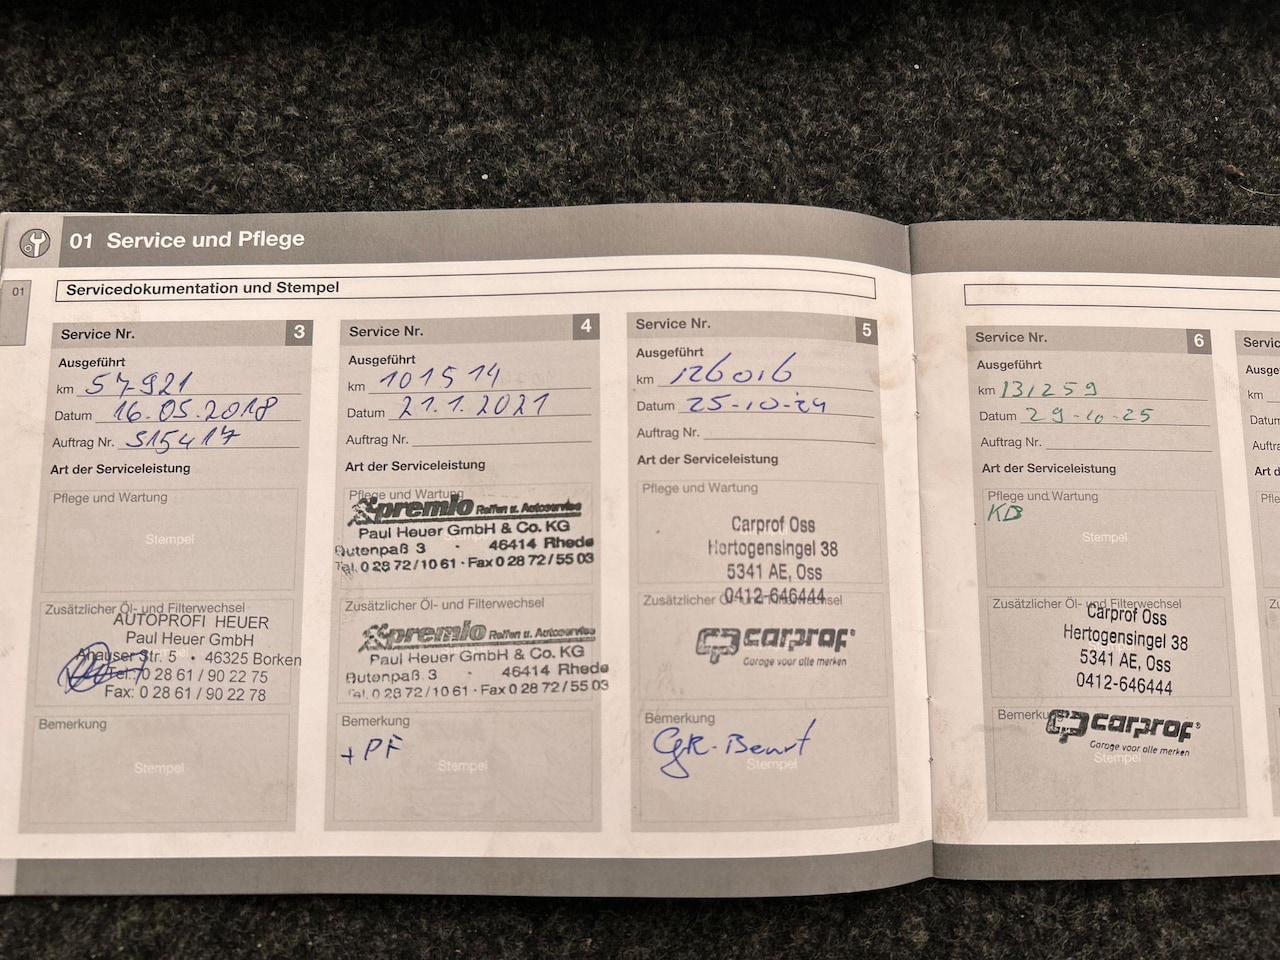 01 Service und Pflege
01
Servicedokumentation und Stempel
Service Nr. 3
Ausgeführt
km 57.921
Datum 16.05.2018
Auftrag Nr. S15417
Art der Serviceleistung
Pflege und Wartung
Stempel
Zusätzlicher Öl- und Filterwechsel
AUTOPROFI HEUER
Paul Heuer GmbH
Ahauser Str. 5 • 46325 Borken
Tel.: 0 28 61 / 90 22 75
Fax: 0 28 61 / 90 22 78
Bemerkung
Stempel
Service Nr. 4
Ausgeführt
km 101514
Datum 21.1.2021
Auftrag Nr.
Art der Serviceleistung
Pflege und Wartung
premio Reifen u. Autoservice
Paul Heuer GmbH & Co. KG
Butenpaß 3 · 46414 Rhede
Tel. 0 28 72 / 10 61 · Fax 0 28 72 / 55 03
Zusätzlicher Öl- und Filterwechsel
premio Reifen u. Autoservice
Paul Heuer GmbH & Co. KG
Butenpaß 3 · 46414 Rhede
Tel. 0 28 72 / 10 61 · Fax 0 28 72 / 55 03
Bemerkung
+PF
Stempel
Service Nr. 5
Ausgeführt
km 126016
Datum 25-10-24
Auftrag Nr.
Art der Serviceleistung
Pflege und Wartung
Carprof Oss
Hertogensingel 38
5341 AE, Oss
0412-646444
Zusätzlicher Öl- und Filterwechsel
carprof®
Garage voor alle merken
Bemerkung
GR-Beurt
Stempel
Service Nr. 6
Ausgeführt
km 131259
Datum 29-10-25
Auftrag Nr.
Art der Serviceleistung
Pflege und Wartung
KB
Stempel
Zusätzlicher Öl- und Filterwechsel
Carprof Oss
Hertogensingel 38
5341 AE, Oss
0412-646444
Bemerkung
carprof®
Garage voor alle merken
Stempel
km